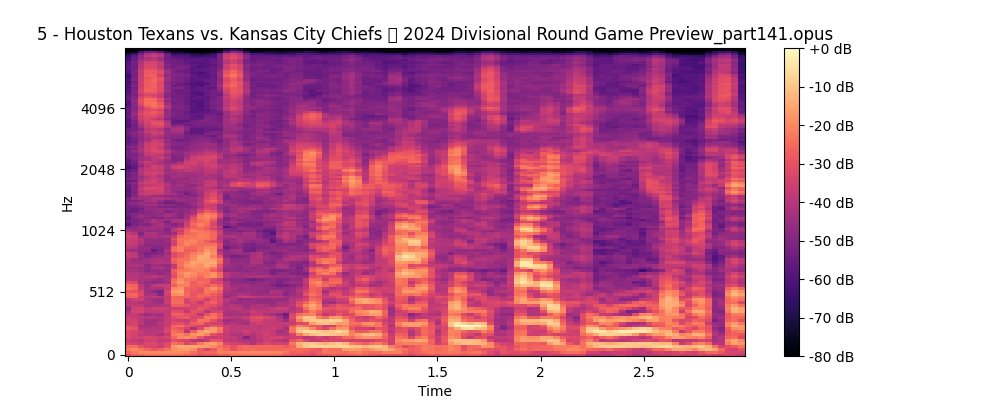 5 - Houston Texans vs. Kansas City Chiefs ▯ 2024 Divisional Round Game Preview_part141.opus
Hz
4096
2048
1024
512
0
0 0.5 1 1.5 2 2.5
Time
+0 dB
-10 dB
-20 dB
-30 dB
-40 dB
-50 dB
-60 dB
-70 dB
-80 dB